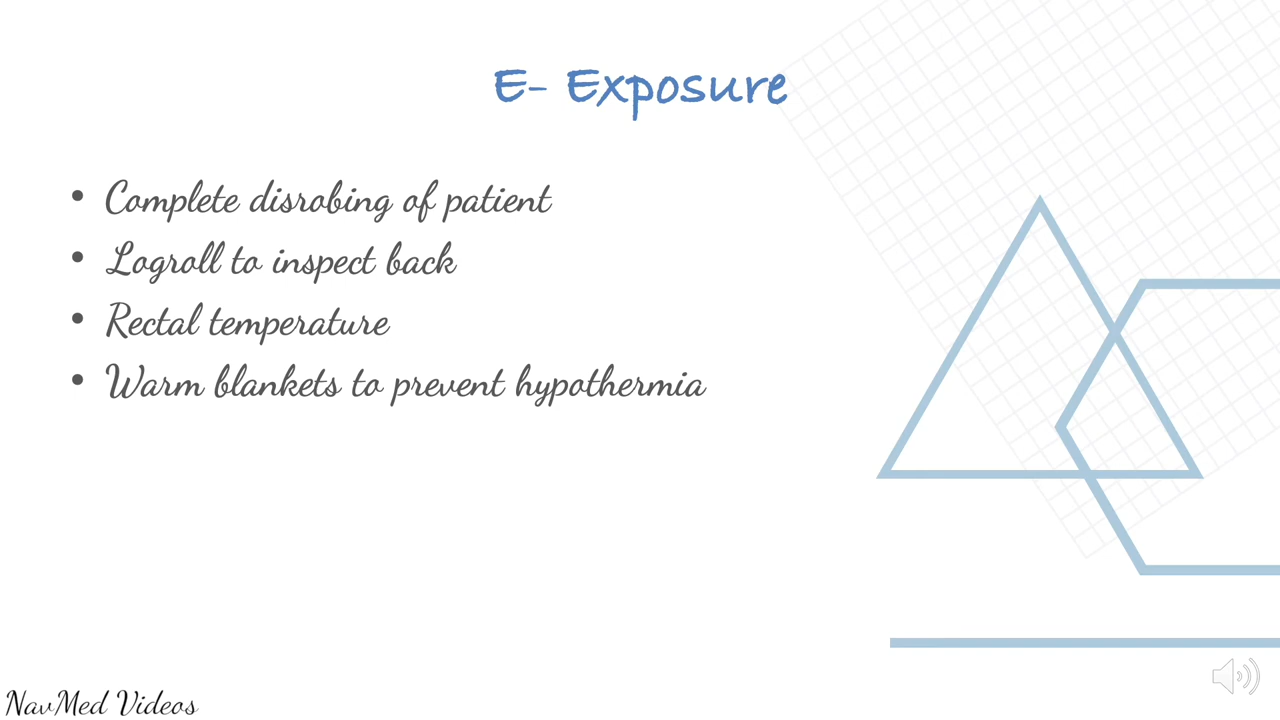 E- Exposure
• Complete disrobing of patient
• Logroll to inspect back
• Rectal temperature
• Warm blankets to prevent hypothermia
NavMed Videos